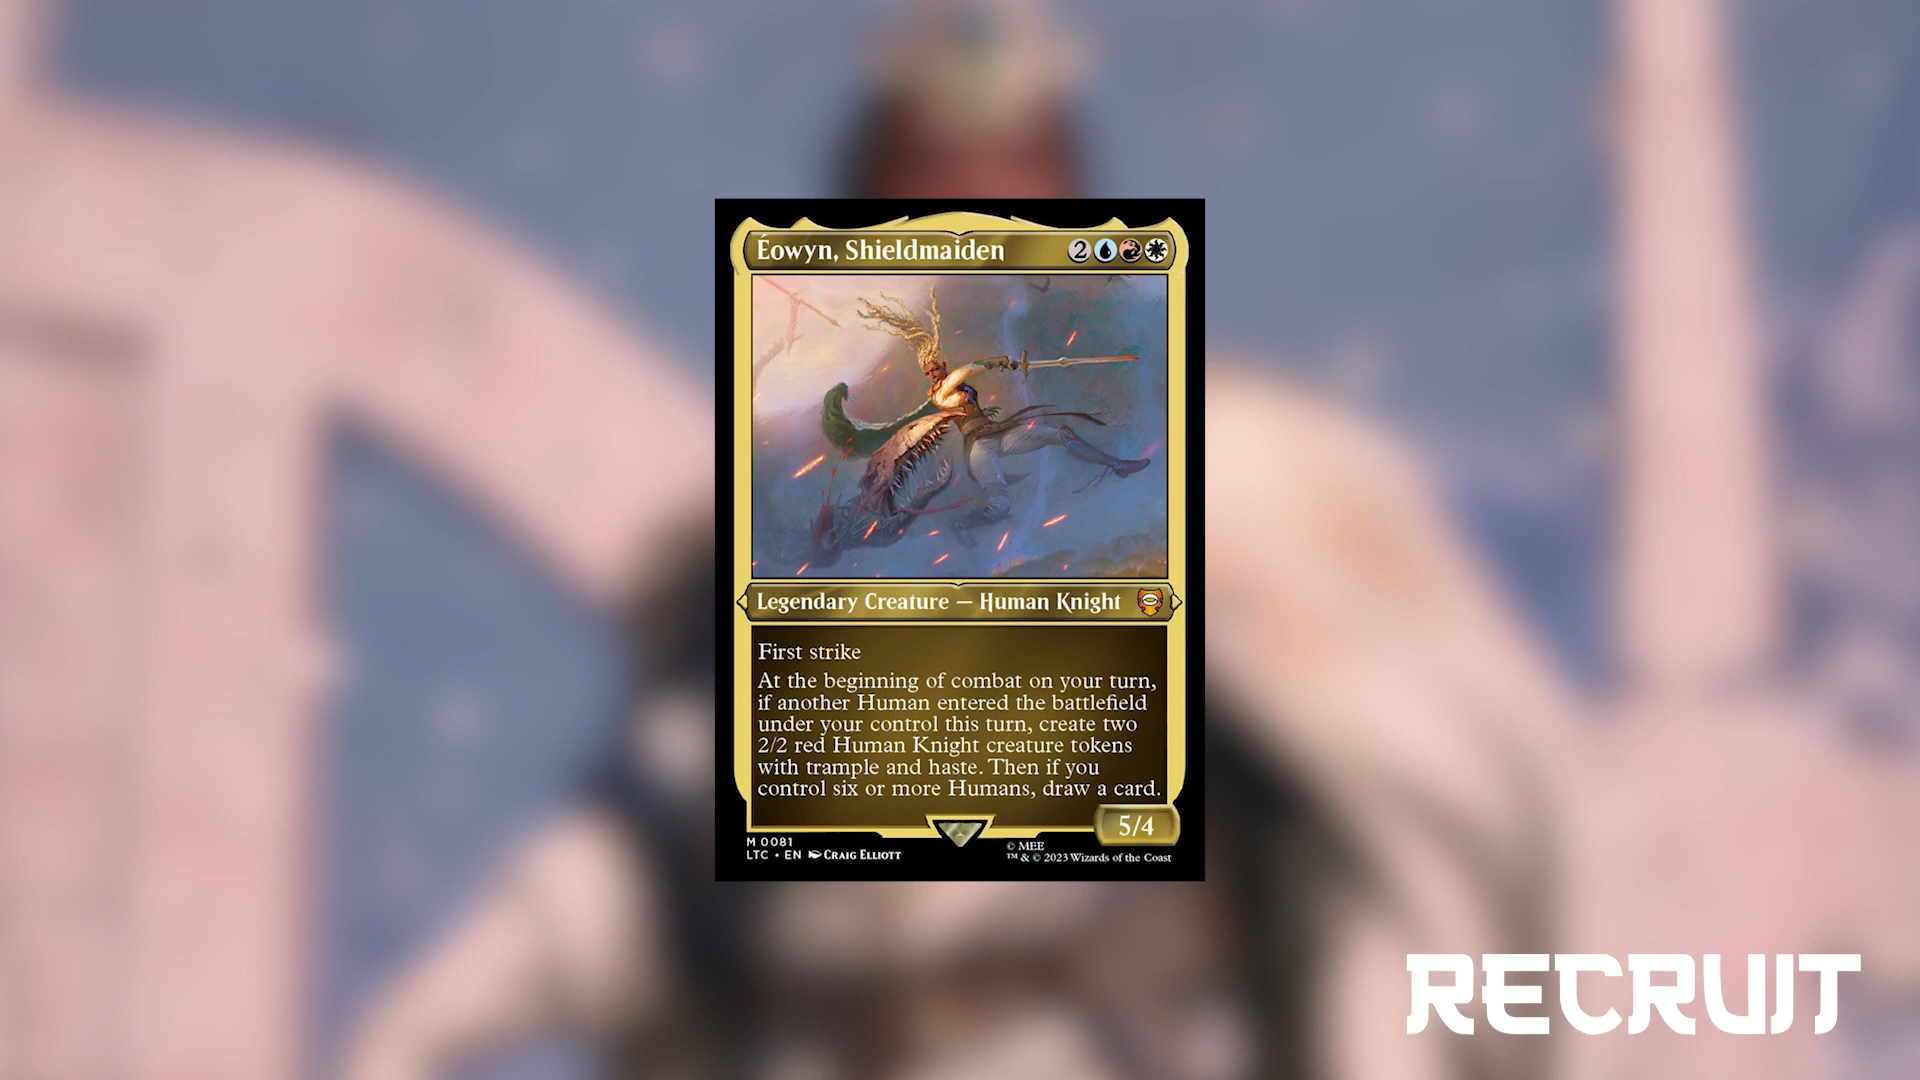 Éowyn, Shieldmaiden 2
Legendary Creature — Human Knight
First strike
At the beginning of combat on your turn,
if another Human entered the battlefield
under your control this turn, create two
2/2 red Human Knight creature tokens
with trample and haste. Then if you
control six or more Humans, draw a card.
5/4
M 0081
LTC • EN Craig Elliott
© MEE
™ & © 2023 Wizards of the Coast
RECRUIT